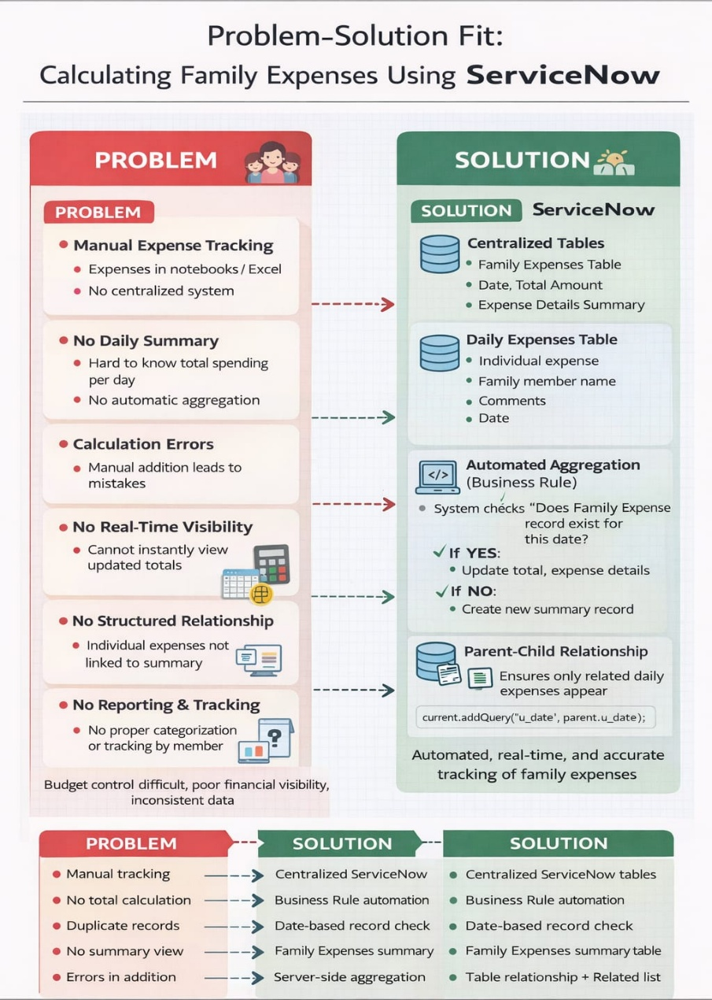 Problem-Solution Fit:
Calculating Family Expenses Using ServiceNow
PROBLEM
PROBLEM
• Manual Expense Tracking
• Expenses in notebooks / Excel
• No centralized system
• No Daily Summary
• Hard to know total spending
per day
• No automatic aggregation
• Calculation Errors
• Manual addition leads to
mistakes
• No Real-Time Visibility
• Cannot instantly view
updated totals
• No Structured Relationship
• Individual expenses not
linked to summary
• No Reporting & Tracking
• No proper categorization
or tracking by member
?
Budget control difficult, poor financial visibility,
inconsistent data
SOLUTION
SOLUTION ServiceNow
Centralized Tables
• Family Expenses Table
• Date, Total Amount
• Expense Details Summary
Daily Expenses Table
• Individual expense
• Family member name
• Comments
• Date
</>
Automated Aggregation
(Business Rule)
• System checks “Does Family Expense
record exist for
this date?
✓ If YES:
• Update total, expense details
✓ If NO:
• Create new summary record
Parent-Child Relationship
Ensures only related daily
expenses appear
current.addQuery("u_date', parent.u_date);
Automated, real-time, and accurate
tracking of family expenses
PROBLEM SOLUTION SOLUTION
• Manual tracking Centralized ServiceNow • Centralized ServiceNow tables
• No total calculation Business Rule automation • Business Rule automation
• Duplicate records Date-based record check • Date-based record check
• No summary view Family Expenses summary • Family Expenses summary table
• Errors in addition Server-side aggregation • Table relationship + Related list